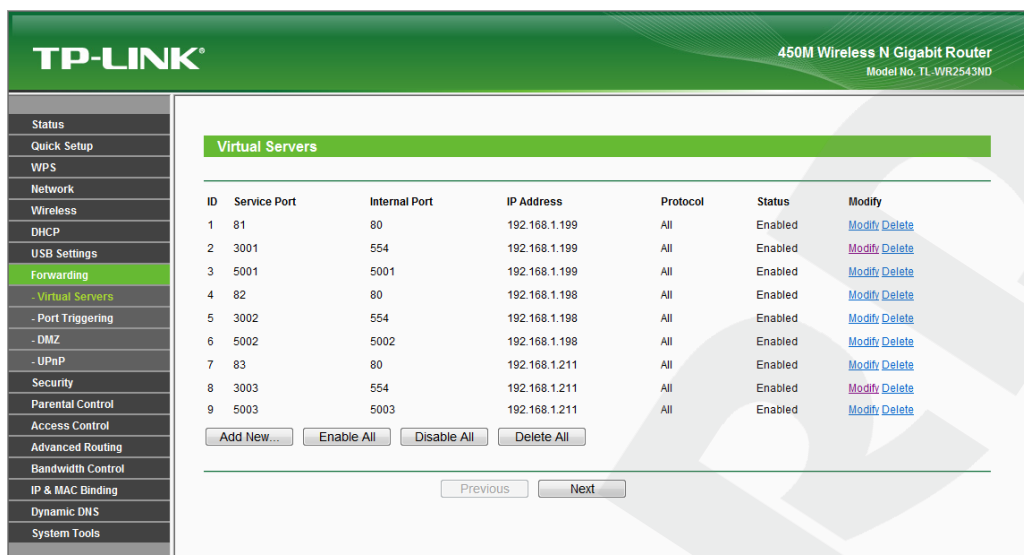 TP-LINK®
450M Wireless N Gigabit Router
Model No. TL-WR2543ND
Status
Quick Setup
WPS
Network
Wireless
DHCP
USB Settings
Forwarding
- Virtual Servers
- Port Triggering
- DMZ
- UPnP
Security
Parental Control
Access Control
Advanced Routing
Bandwidth Control
IP & MAC Binding
Dynamic DNS
System Tools
Virtual Servers
ID Service Port Internal Port IP Address Protocol Status Modify
1 81 80 192.168.1.199 All Enabled Modify Delete
2 3001 554 192.168.1.199 All Enabled Modify Delete
3 5001 5001 192.168.1.199 All Enabled Modify Delete
4 82 80 192.168.1.198 All Enabled Modify Delete
5 3002 554 192.168.1.198 All Enabled Modify Delete
6 5002 5002 192.168.1.198 All Enabled Modify Delete
7 83 80 192.168.1.211 All Enabled Modify Delete
8 3003 554 192.168.1.211 All Enabled Modify Delete
9 5003 5003 192.168.1.211 All Enabled Modify Delete
Add New... Enable All Disable All Delete All
Previous Next